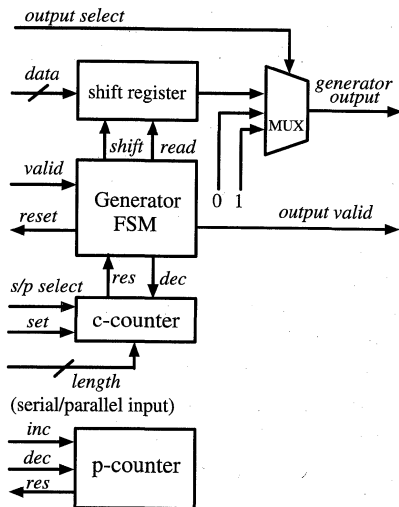 output select
data
shift register
generator
output
MUX
shift read
valid
Generator
FSM
0 1
reset
output valid
res
dec
s/p select
c-counter
set
length
(serial/parallel input)
inc
dec
p-counter
res